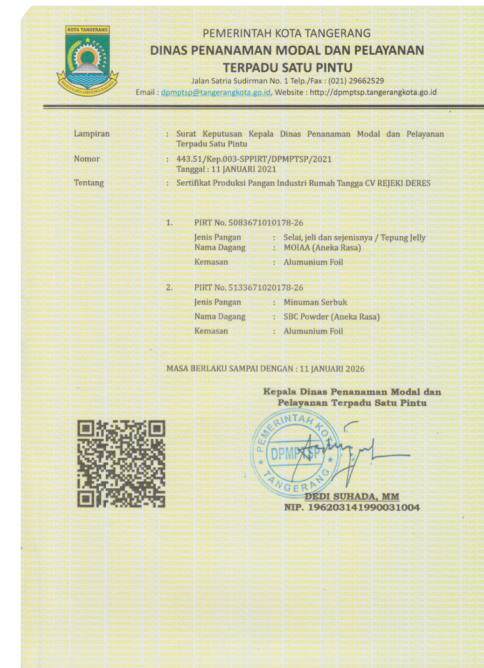 KOTA TANGERANG
PEMERINTAH KOTA TANGERANG
DINAS PENANAMAN MODAL DAN PELAYANAN
TERPADU SATU PINTU
Jalan Satria Sudirman No. 1 Telp./Fax : (021) 29662529
Email : dpmptsp@tangerangkota.go.id, Website : http://dpmptsp.tangerangkota.go.id
Lampiran : Surat Keputusan Kepala Dinas Penanaman Modal dan Pelayanan
Terpadu Satu Pintu
Nomor : 443.51/Kep.003-SPPIRT/DPMPTSP/2021
Tanggal : 11 JANUARI 2021
Tentang : Sertifikat Produksi Pangan Industri Rumah Tangga CV REJEKI DERES
1. PIRT No. 5083671010178-26
Jenis Pangan : Selai, jeli dan sejenisnya / Tepung Jelly
Nama Dagang : MOIAA (Aneka Rasa)
Kemasan : Alumunium Foil
2. PIRT No. 5133671020178-26
Jenis Pangan : Minuman Serbuk
Nama Dagang : SBC Powder (Aneka Rasa)
Kemasan : Alumunium Foil
MASA BERLAKU SAMPAI DENGAN : 11 JANUARI 2026
Kepala Dinas Penanaman Modal dan
Pelayanan Terpadu Satu Pintu
PEMERINTAH KOTA
DPMPTSP
TANGERANG
DEDI SUHADA, MM
NIP. 196203141990031004